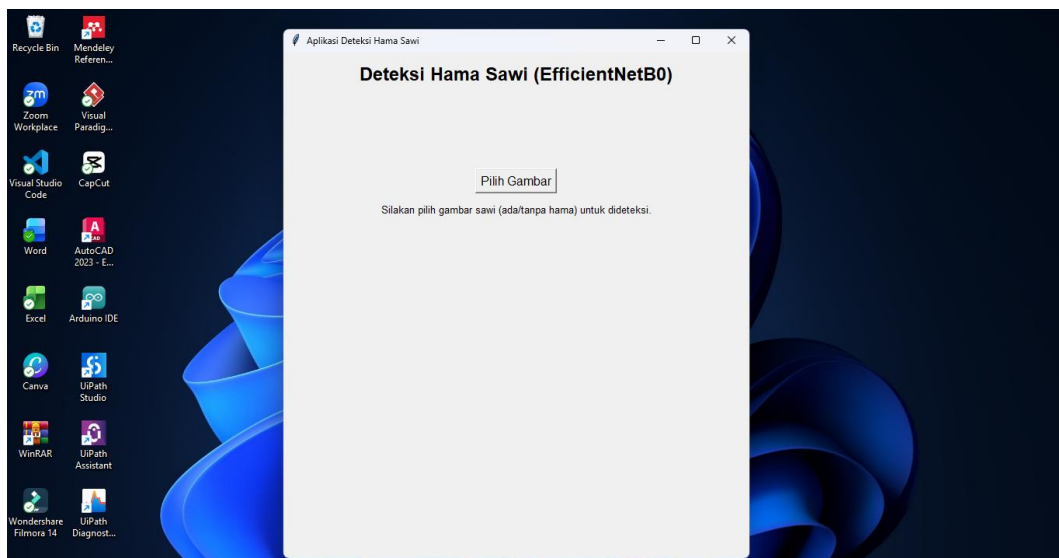 Recycle Bin
Mendeley
Referen...
Zoom
Workplace
Visual
Paradig...
Visual Studio
Code
CapCut
Word
AutoCAD
2023 - E...
Excel
Arduino IDE
Canva
UiPath
Studio
WinRAR
UiPath
Assistant
Wondershare
Filmora 14
UiPath
Diagnost...
Aplikasi Deteksi Hama Sawi
Deteksi Hama Sawi (EfficientNetB0)
Pilih Gambar
Silakan pilih gambar sawi (ada/tanpa hama) untuk dideteksi.